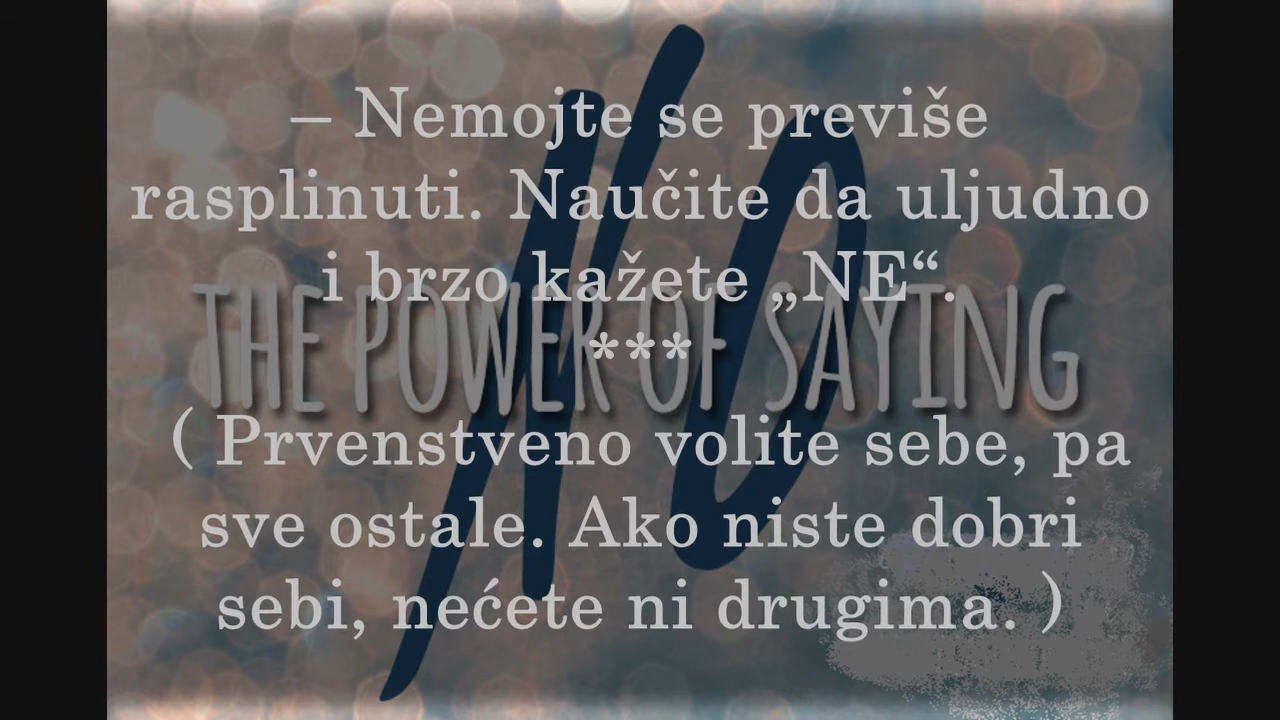 – Nemojte se previše
rasplinuti. Naučite da uljudno
i brzo kažete „NE“.
***
( Prvenstveno volite sebe, pa
sve ostale. Ako niste dobri
sebi, nećete ni drugima. )
THE POWER OF SAYING
NO